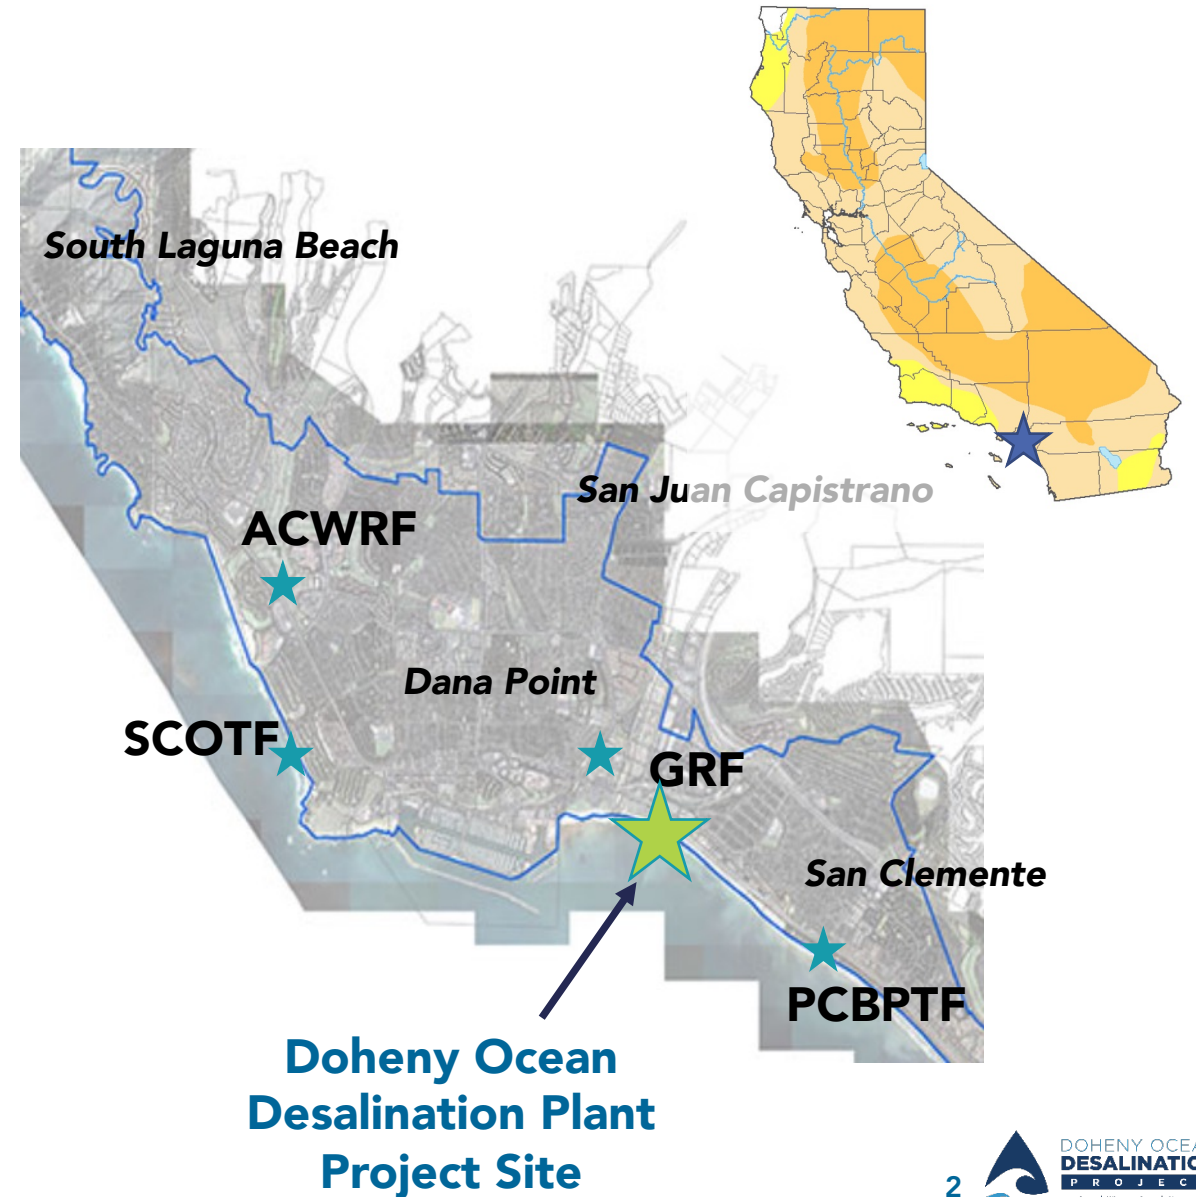 South Laguna Beach
San Juan Capistrano
ACWRF
Dana Point
SCOTF
GRF
San Clemente
PCBPTF
Doheny Ocean
Desalination Plant
Project Site
2
DOHENY OCEA
DESALINATIO
PROJEC